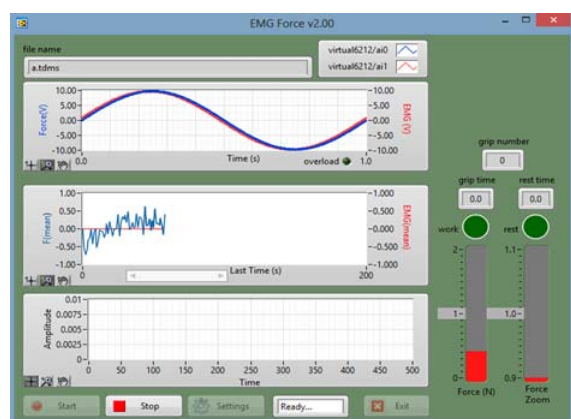 EMG Force v2.00
file name
a.tdms
virtual6212/ai0
virtual6212/ai1
Force(V)
10.00
5.00
0.00
-5.00
-10.00
10.00
5.00
0.00
-5.00
-10.00
EMG (V)
0.0
Time (s)
overload
1.0
grip number
0
grip time
rest time
0.0
0.0
work
rest
F(mean)
1.00
0.50
0.00
-0.50
-1.00
1.000
0.500
0.000
-0.500
-1.000
EMG(mean)
0
Last Time (s)
200
2
1
0
1.1
1.0
0.9
Force (N)
Force
Zoom
Amplitude
0.01
0.0075
0.005
0.0025
0
0 50 100 150 200 250 300 350 400 450 500
Time
Start
Stop
Settings
Ready...
Exit